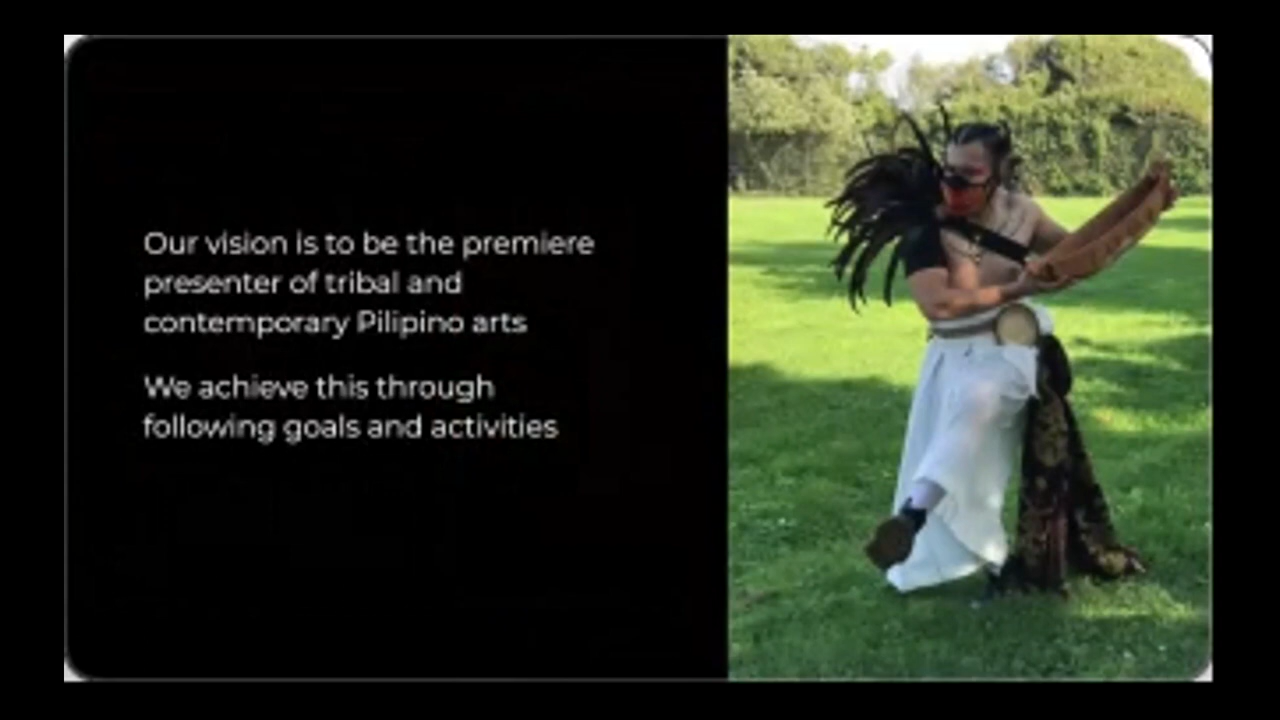 Our vision is to be the premiere
presenter of tribal and
contemporary Pilipino arts
We achieve this through
following goals and activities